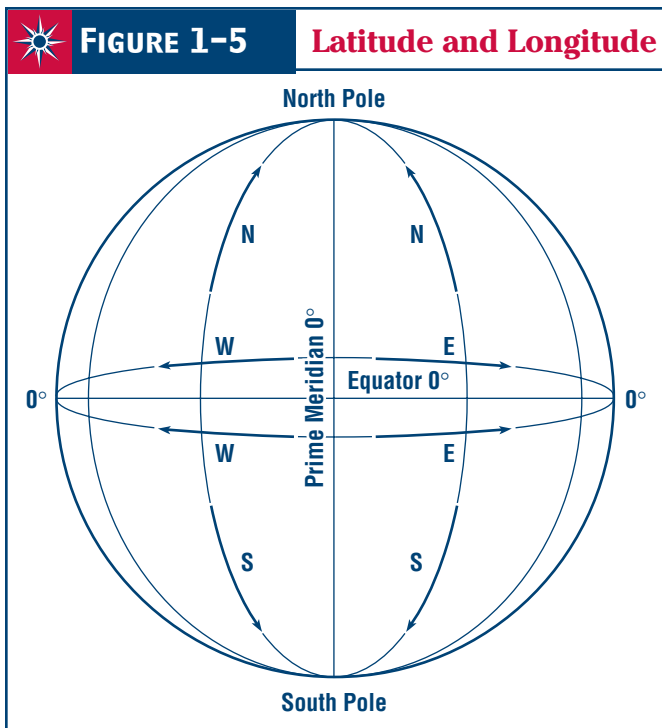 FIGURE 1–5
Latitude and Longitude
North Pole
N
N
W
E
Prime Meridian 0°
Equator 0°
0°
0°
W
E
S
S
South Pole